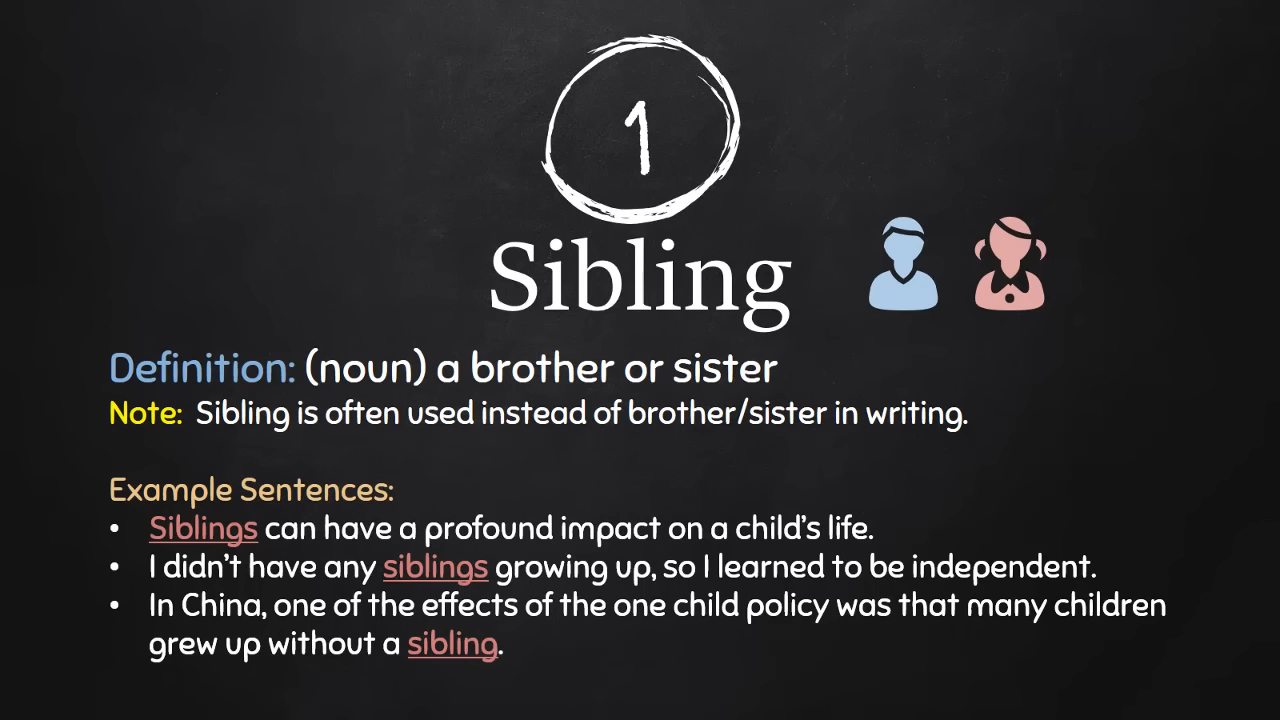 1
Sibling
Definition: (noun) a brother or sister
Note: Sibling is often used instead of brother/sister in writing.
Example Sentences:
• Siblings can have a profound impact on a child’s life.
• I didn’t have any siblings growing up, so I learned to be independent.
• In China, one of the effects of the one child policy was that many children
grew up without a sibling.